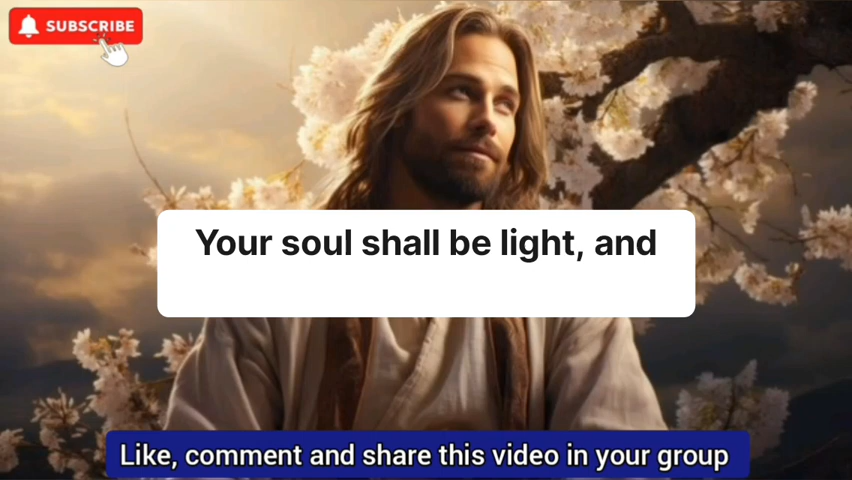 SUBSCRIBE
Your soul shall be light, and
Like, comment and share this video in your group